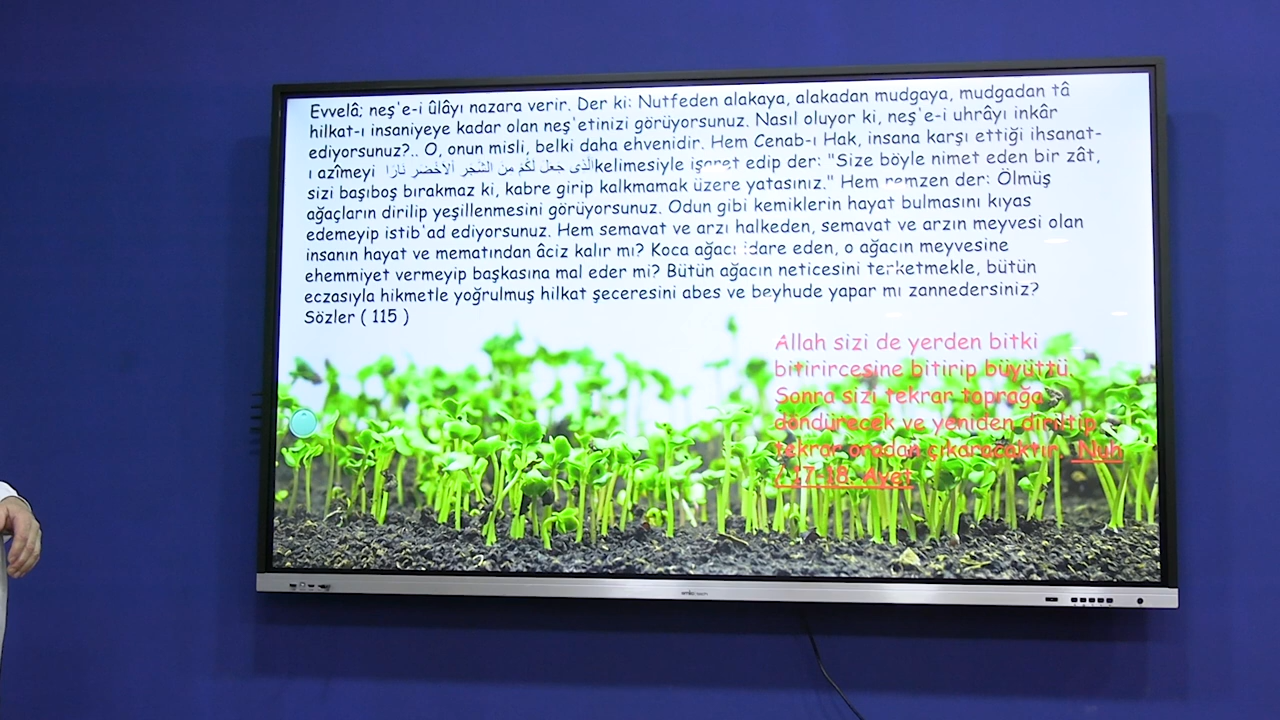 Evvelâ; neş'e-i ûlâyı nazara verir. Der ki: Nutfeden alakaya, alakadan mudgaya, mudgadan tâ
hilkat-ı insaniyeye kadar olan neş'etinizi görüyorsunuz. Nasıl oluyor ki, neş'e-i uhrâyı inkâr
ediyorsunuz?.. O, onun misli, belki daha ehvenidir. Hem Cenab-ı Hak, insana karşı ettiği ihsanat-
ı azîmeyi اَلَّذٖى جَعَلَ لَكُمْ مِنَ الشَّجَرِ اْلاَخْضَرِ نَارًا kelimesiyle işaret edip der: "Size böyle nimet eden bir zât,
sizi başıboş bırakmaz ki, kabre girip kalkmamak üzere yatasınız." Hem remzen der: Ölmüş
ağaçların dirilip yeşillenmesini görüyorsunuz. Odun gibi kemiklerin hayat bulmasını kıyas
edemeyip istib'ad ediyorsunuz. Hem semavat ve arzı halkeden, semavat ve arzın meyvesi olan
insanın hayat ve mematından âciz kalır mı? Koca ağacı idare eden, o ağacın meyvesine
ehemmiyet vermeyip başkasına mal eder mi? Bütün ağacın neticesini terketmekle, bütün
eczasıyla hikmetle yoğrulmuş hilkat şeceresini abes ve beyhude yapar mı zannedersiniz?
Sözler ( 115 )
Allah sizi de yerden bitki
bitirircesine bitirip büyüttü.
Sonra sizi tekrar toprağa
döndürecek ve yeniden diriltip
tekrar oradan çıkaracaktır. Nuh
/ 17-18. Ayet